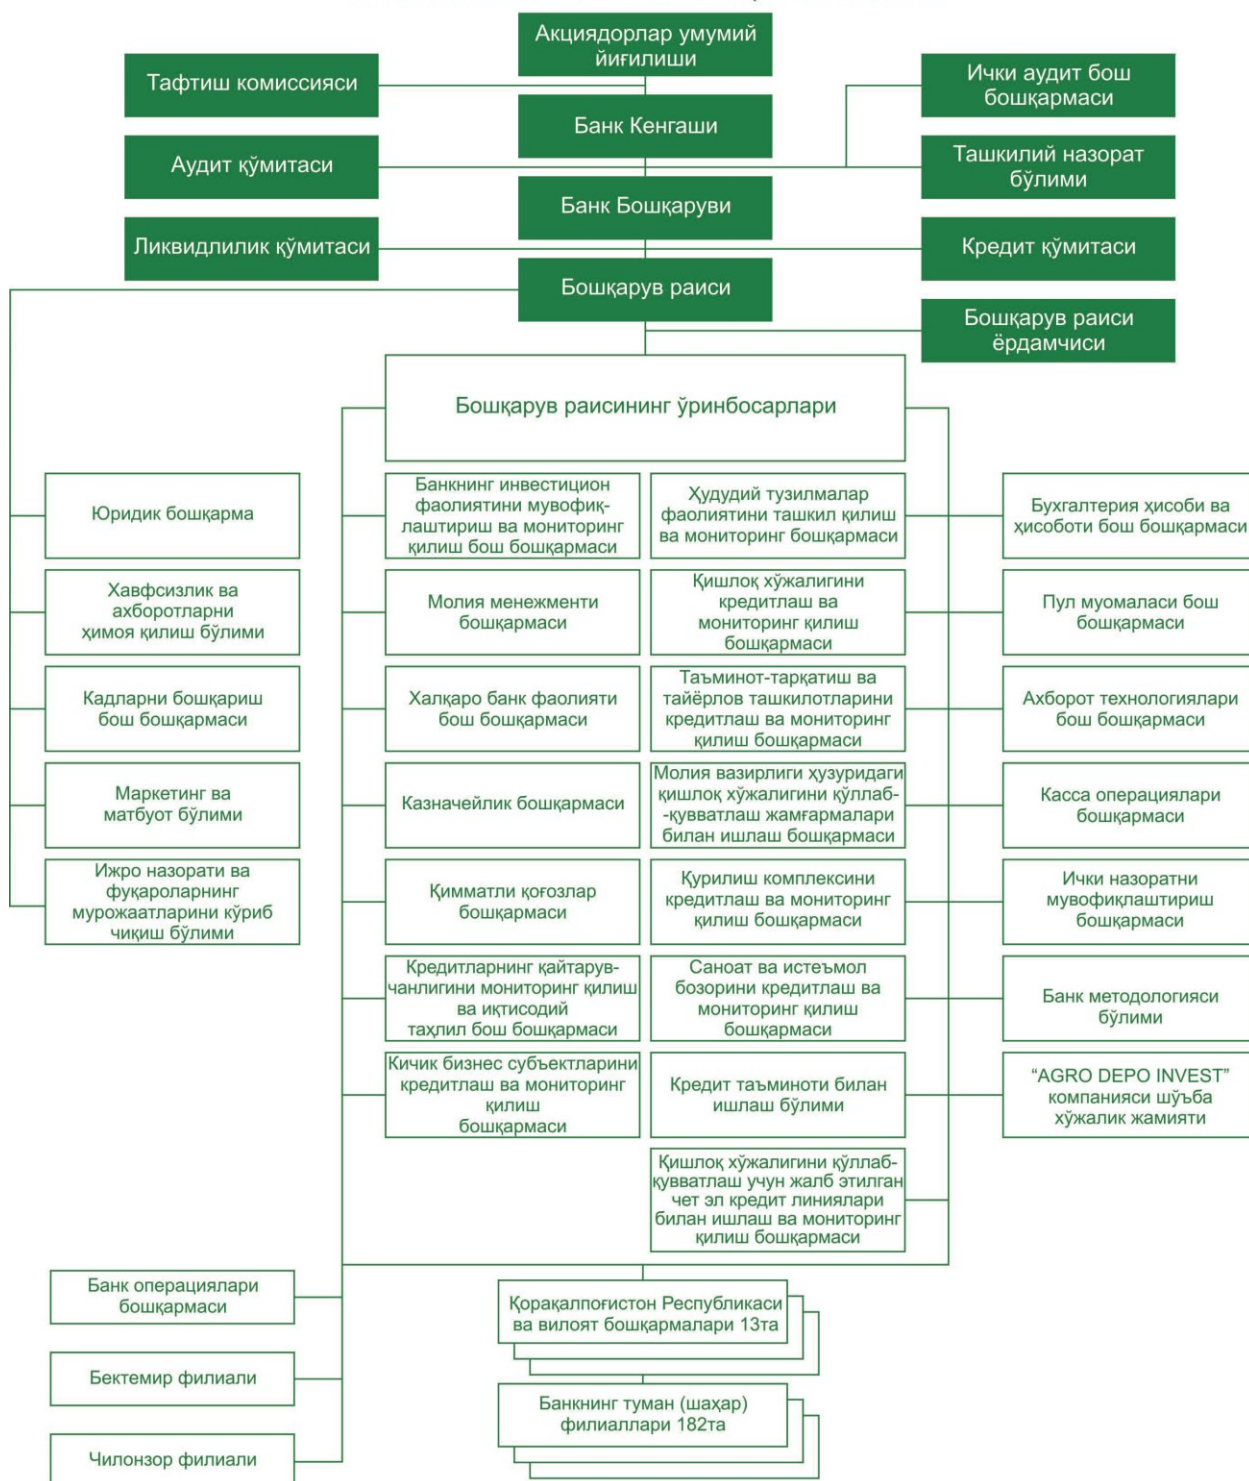 Акциядорлар умумий
йиғилиши
Тафтиш комиссияси
Ички аудит бош
бошқармаси
Банк Кенгаши
Аудит қўмитаси
Ташкилий назорат
бўлими
Банк Бошқаруви
Ликвидлилик қўмитаси
Кредит қўмитаси
Бошқарув раиси
Бошқарув раиси
ёрдамчиси
Бошқарув раисининг ўринбосарлари
Юридик бошқарма
Банкнинг инвестицион
фаолиятини мувофиқ-
лаштириш ва мониторинг
қилиш бош бошқармаси
Ҳудудий тузилмалар
фаолиятини ташкил қилиш
ва мониторинг бошқармаси
Бухгалтерия ҳисоби ва
ҳисоботи бош бошқармаси
Хавфсизлик ва
ахборотларни
ҳимоя қилиш бўлими
Молия менежменти
бошқармаси
Қишлоқ хўжалигини
кредитлаш ва
мониторинг қилиш
бошқармаси
Пул муомаласи бош
бошқармаси
Кадларни бошқариш
бош бошқармаси
Халқаро банк фаолияти
бош бошқармаси
Таъминот-тарқатиш ва
тайёрлов ташкилотларини
кредитлаш ва мониторинг
қилиш бошқармаси
Ахборот технологиялари
бош бошқармаси
Маркетинг ва
матбуот бўлими
Казначейлик бошқармаси
Молия вазирлиги ҳузуридаги
қишлоқ хўжалигини қўллаб-
-қувватлаш жамғармалари
билан ишлаш бошқармаси
Касса операциялари
бошқармаси
Ижро назорати ва
фуқароларнинг
мурожаатларини кўриб
чиқиш бўлими
Қимматли қоғозлар
бошқармаси
Қурилиш комплексини
кредитлаш ва мониторинг
қилиш бошқармаси
Ички назоратни
мувофиқлаштириш
бошқармаси
Кредитларнинг қайтарув-
чанлигини мониторинг қилиш
ва иқтисодий
таҳлил бош бошқармаси
Саноат ва истеъмол
бозорини кредитлаш ва
мониторинг қилиш
бошқармаси
Банк методологияси
бўлими
Кичик бизнес субъектларини
кредитлаш ва мониторинг
қилиш
бошқармаси
Кредит таъминоти билан
ишлаш бўлими
“AGRO DEPO INVEST”
компанияси шўъба
хўжалик жамияти
Қишлоқ хўжалигини қўллаб-
қувватлаш учун жалб этилган
чет эл кредит линиялари
билан ишлаш ва мониторинг
қилиш бошқармаси
Банк операциялари
бошқармаси
Қорақалпоғистон Республикаси
ва вилоят бошқармалари 13та
Бектемир филиали
Банкнинг туман (шаҳар)
филиаллари 182та
Чилонзор филиали